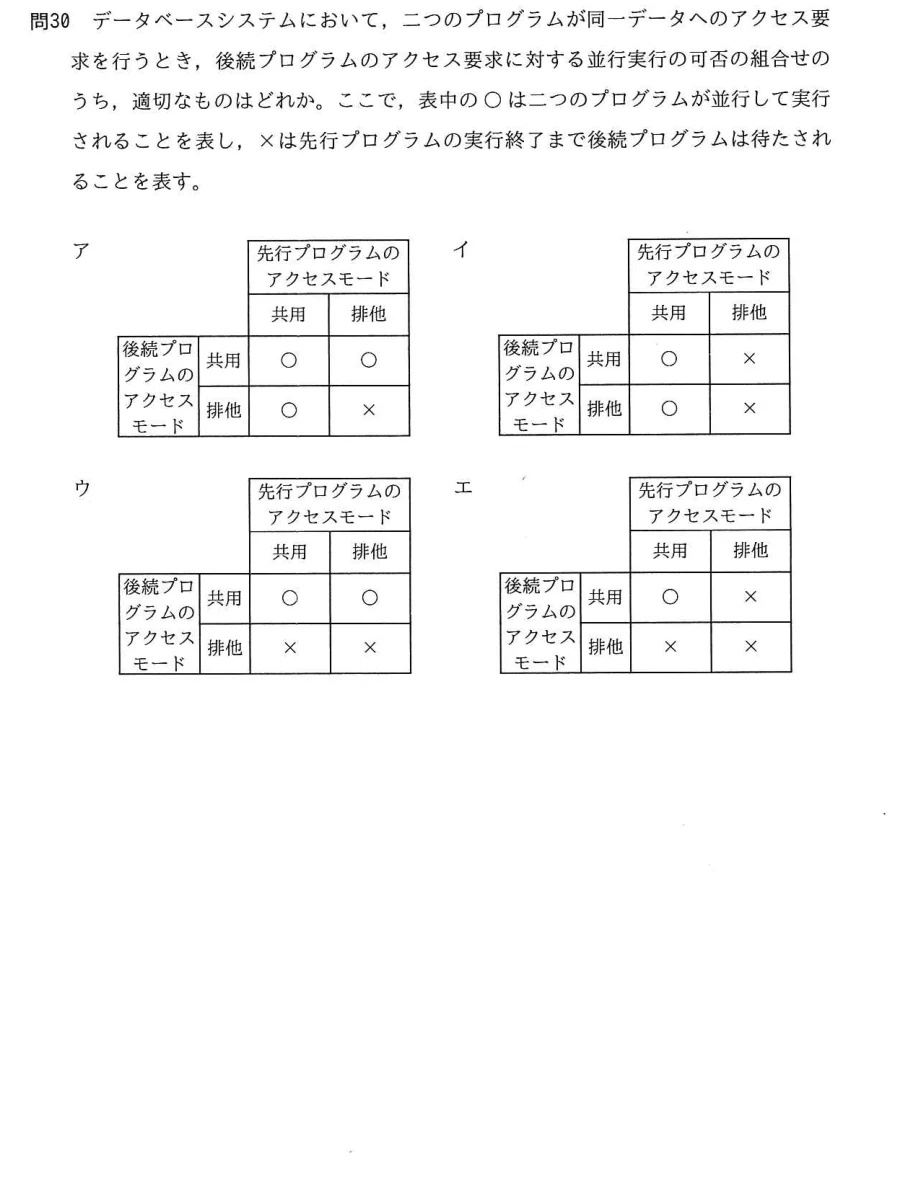 問30 データベースシステムにおいて，二つのプログラムが同一データへのアクセス要
求を行うとき，後続プログラムのアクセス要求に対する並行実行の可否の組合せの
うち，適切なものはどれか。ここで，表中の ○ は二つのプログラムが並行して実行
されることを表し，×は先行プログラムの実行終了まで後続プログラムは待たされ
ることを表す。
ア
先行プログラムの
アクセスモード
共用 排他
後続プロ
グラムの
アクセス
モード
共用 ○ ○
排他 ○ ×
イ
先行プログラムの
アクセスモード
共用 排他
後続プロ
グラムの
アクセス
モード
共用 ○ ×
排他 ○ ×
ウ
先行プログラムの
アクセスモード
共用 排他
後続プロ
グラムの
アクセス
モード
共用 ○ ○
排他 × ×
エ
先行プログラムの
アクセスモード
共用 排他
後続プロ
グラムの
アクセス
モード
共用 ○ ×
排他 × ×